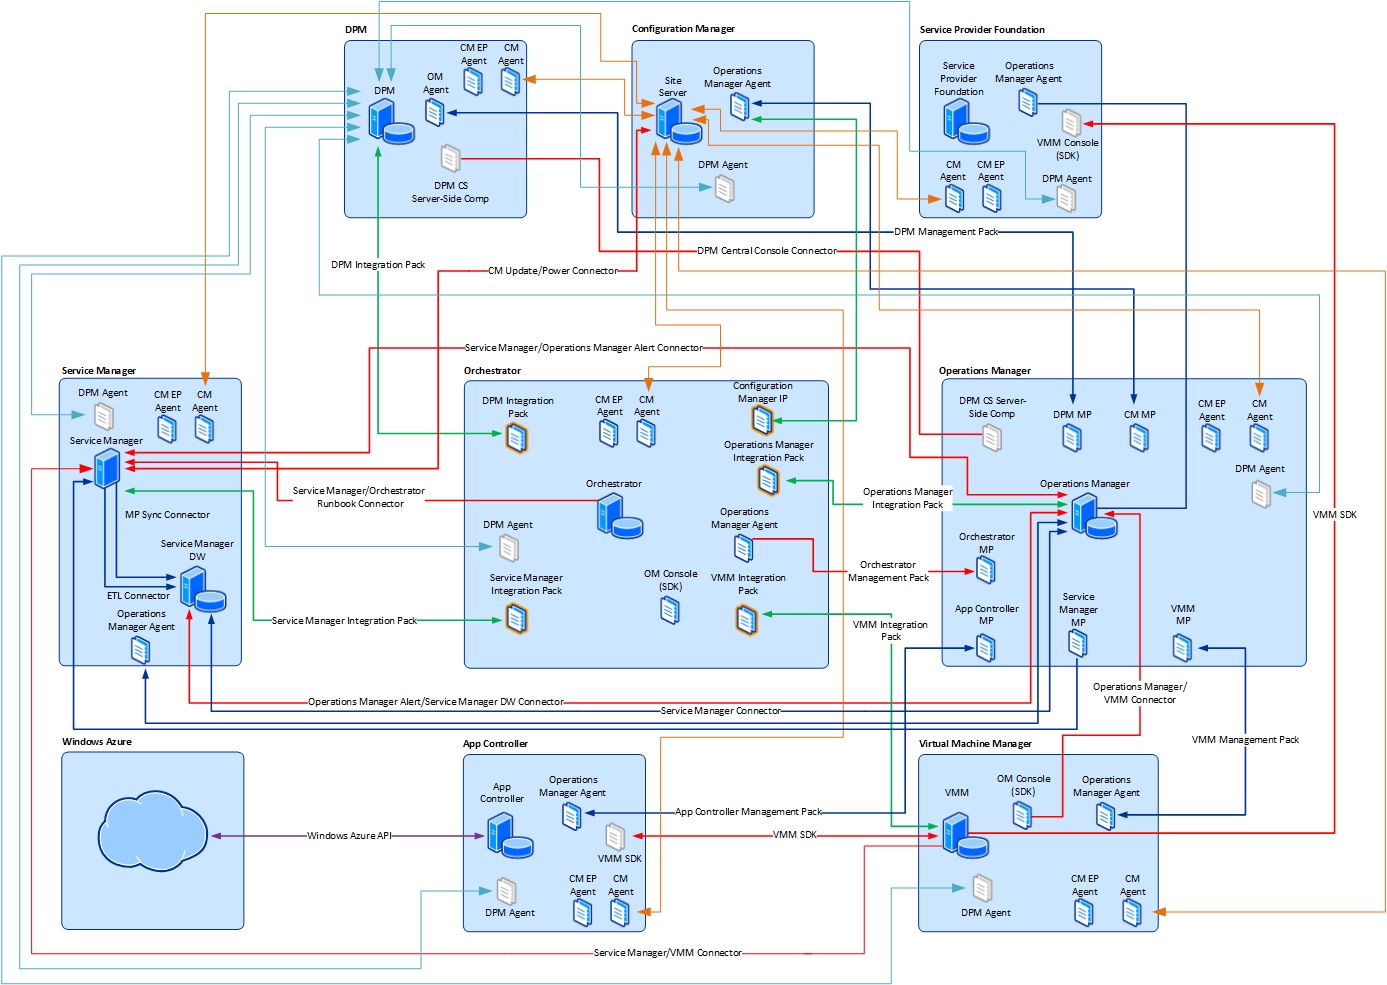 DPM
CM EP
Agent
CM
Agent
OM
Agent
DPM
DPM CS
Server-Side Comp
Configuration Manager
Site
Server
Operations
Manager Agent
DPM Agent
Service Provider Foundation
Service
Provider
Foundation
Operations
Manager Agent
VMM Console
(SDK)
CM
Agent
CM EP
Agent
DPM Agent
DPM Management Pack
DPM Central Console Connector
DPM Integration Pack
CM Update/Power Connector
Service Manager/Operations Manager Alert Connector
Service Manager
DPM Agent
CM EP
Agent
CM
Agent
Service Manager
MP Sync Connector
Service Manager
DW
ETL Connector
Operations
Manager Agent
Service Manager/Orchestrator
Runbook Connector
Service Manager Integration Pack
Orchestrator
DPM Integration
Pack
CM EP
Agent
CM
Agent
Configuration
Manager IP
Operations Manager
Integration Pack
Orchestrator
Operations
Manager Agent
DPM Agent
Service Manager
Integration Pack
OM Console
(SDK)
VMM Integration
Pack
Operations Manager
Integration Pack
Orchestrator
Management Pack
VMM Integration
Pack
Operations Manager
DPM CS Server-
Side Comp
DPM MP
CM MP
CM EP
Agent
CM
Agent
DPM Agent
Operations Manager
Orchestrator
MP
App Controller
MP
Service
Manager
MP
VMM
MP
VMM SDK
Operations Manager/
VMM Connector
VMM Management Pack
Operations Manager Alert/Service Manager DW Connector
Service Manager Connector
Windows Azure
Windows Azure API
App Controller
App
Controller
Operations
Manager Agent
VMM SDK
DPM Agent
CM EP
Agent
CM
Agent
App Controller Management Pack
VMM SDK
Virtual Machine Manager
VMM
OM Console
(SDK)
Operations
Manager Agent
DPM Agent
CM EP
Agent
CM
Agent
Service Manager/VMM Connector